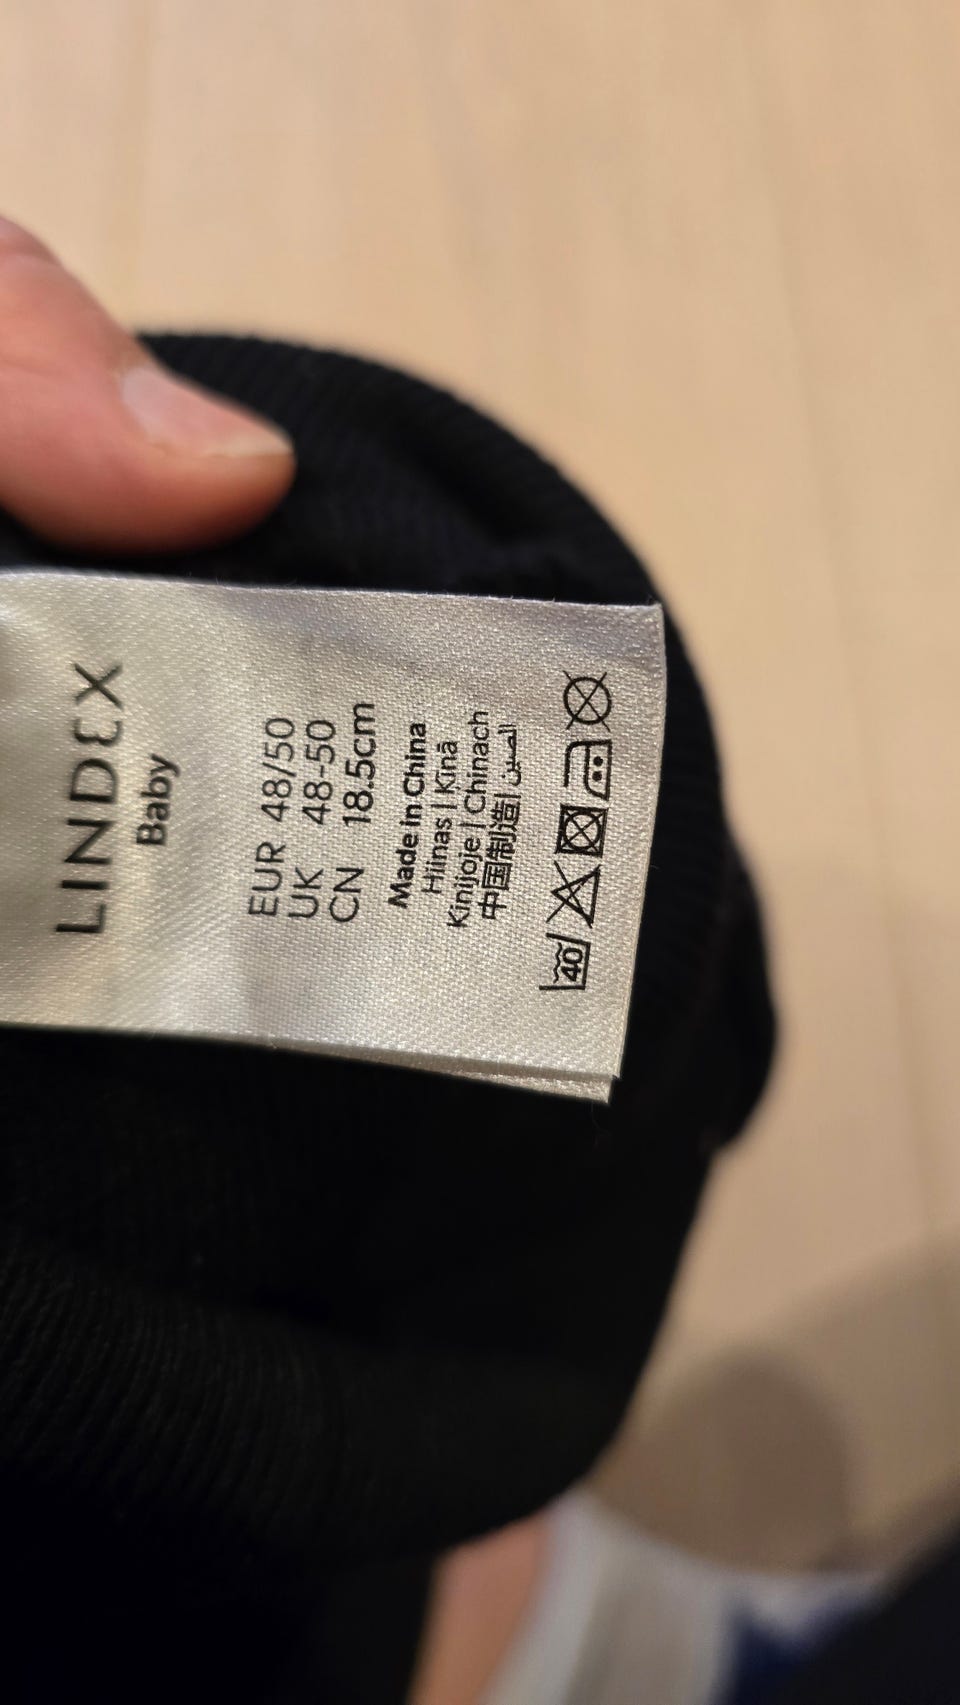 LINDEX
Baby
EUR 48/50
UK 48-50
CN 18.5cm
Made in China
Hiinas | Ķīnā
Kinijoje | Chinach
中国制造 | الصين
40